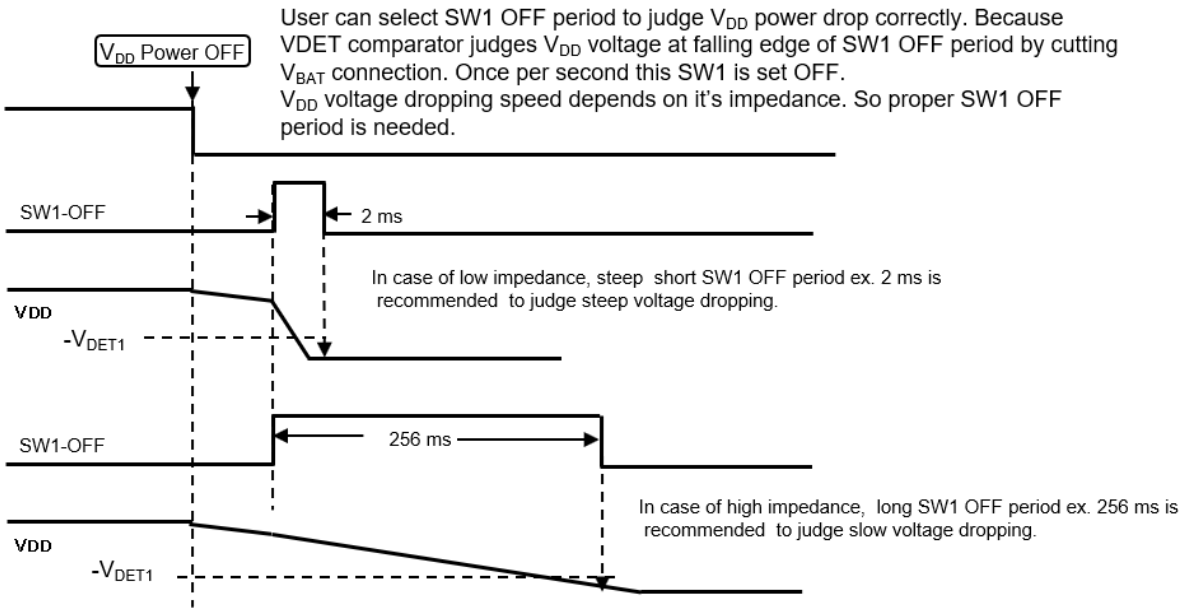 User can select SW1 OFF period to judge VDD power drop correctly. Because
VDET comparator judges VDD voltage at falling edge of SW1 OFF period by cutting
VBAT connection. Once per second this SW1 is set OFF.
VDD voltage dropping speed depends on it's impedance. So proper SW1 OFF
period is needed.
VDD Power OFF
SW1-OFF
2 ms
In case of low impedance, steep short SW1 OFF period ex. 2 ms is
recommended to judge steep voltage dropping.
VDD
-VDET1
SW1-OFF
256 ms
In case of high impedance, long SW1 OFF period ex. 256 ms is
recommended to judge slow voltage dropping.
VDD
-VDET1